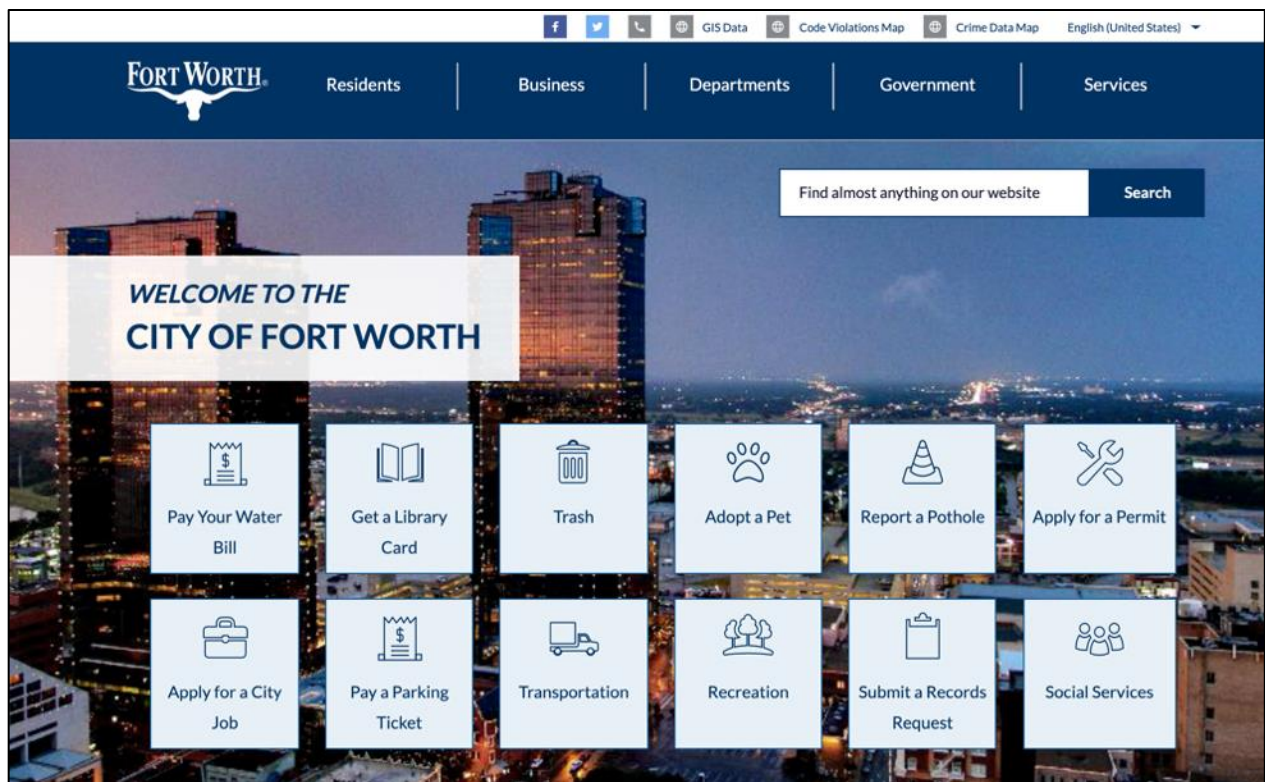 GIS Data
Code Violations Map
Crime Data Map
English (United States)
FORT WORTH®
Residents
Business
Departments
Government
Services
Find almost anything on our website
Search
WELCOME TO THE
CITY OF FORT WORTH
Pay Your Water
Bill
Get a Library
Card
Trash
Adopt a Pet
Report a Pothole
Apply for a Permit
Apply for a City
Job
Pay a Parking
Ticket
Transportation
Recreation
Submit a Records
Request
Social Services